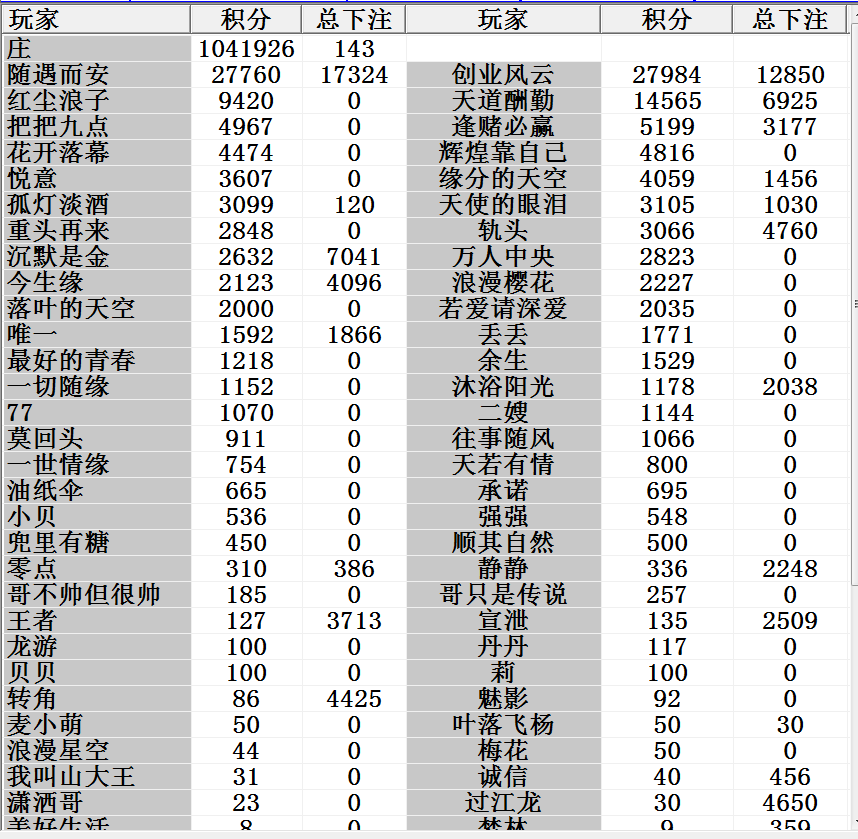 玩家 积分 总下注 玩家 积分 总下注
庄 1041926 143
随遇而安 27760 17324 创业风云 27984 12850
红尘浪子 9420 0 天道酬勤 14565 6925
把把九点 4967 0 逢赌必赢 5199 3177
花开落幕 4474 0 辉煌靠自己 4816 0
悦意 3607 0 缘分的天空 4059 1456
孤灯淡酒 3099 120 天使的眼泪 3105 1030
重头再来 2848 0 轨头 3066 4760
沉默是金 2632 7041 万人中央 2823 0
今生缘 2123 4096 浪漫樱花 2227 0
落叶的天空 2000 0 若爱请深爱 2035 0
唯一 1592 1866 丢丢 1771 0
最好的青春 1218 0 余生 1529 0
一切随缘 1152 0 沐浴阳光 1178 2038
77 1070 0 二嫂 1144 0
莫回头 911 0 往事随风 1066 0
一世情缘 754 0 天若有情 800 0
油纸伞 665 0 承诺 695 0
小贝 536 0 强强 548 0
兜里有糖 450 0 顺其自然 500 0
零点 310 386 静静 336 2248
哥不帅但很帅 185 0 哥只是传说 257 0
王者 127 3713 宣泄 135 2509
龙游 100 0 丹丹 117 0
贝贝 100 0 莉 100 0
转角 86 4425 魅影 92 0
麦小萌 50 0 叶落飞杨 50 30
浪漫星空 44 0 梅花 50 0
我叫山大王 31 0 诚信 40 456
潇洒哥 23 0 过江龙 30 4650
美好生活 8 0 梦林 9 359